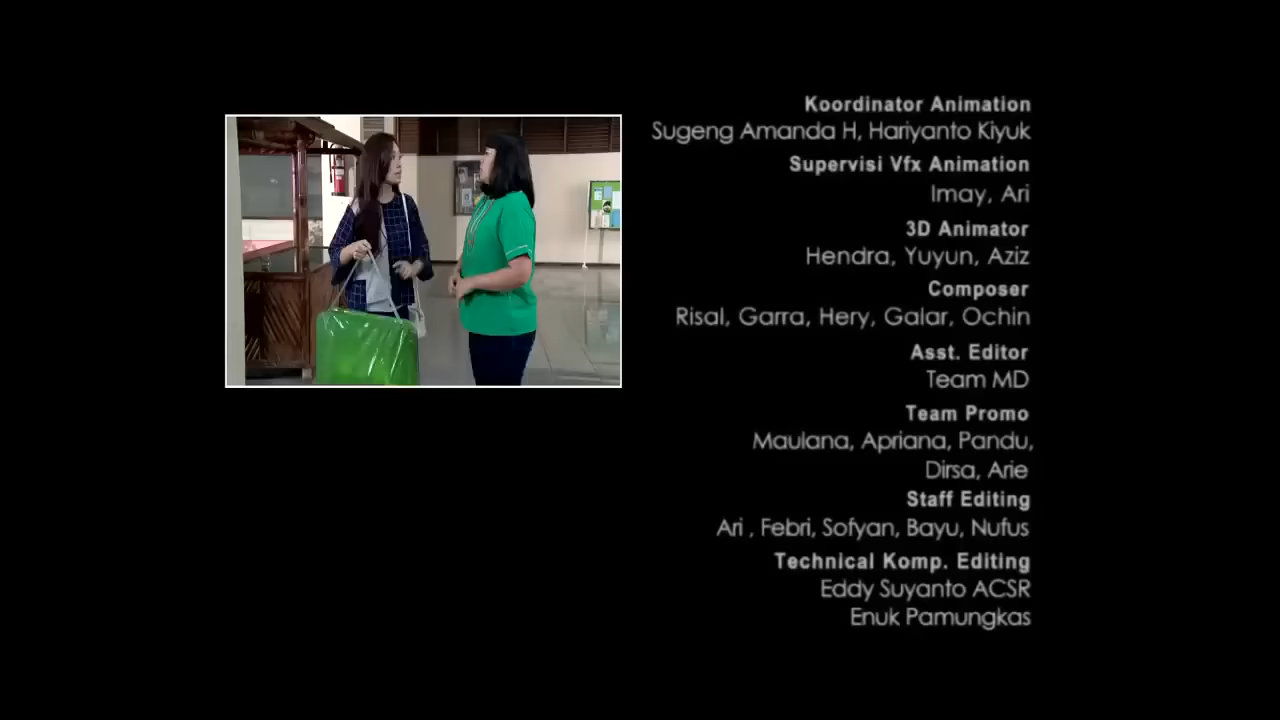 Koordinator Animation
Sugeng Amanda H, Hariyanto Kiyuk
Supervisi Vfx Animation
Imay, Ari
3D Animator
Hendra, Yuyun, Aziz
Composer
Risal, Garra, Hery, Galar, Ochin
Asst. Editor
Team MD
Team Promo
Maulana, Apriana, Pandu,
Dirsa, Arie
Staff Editing
Ari , Febri, Sofyan, Bayu, Nufus
Technical Komp. Editing
Eddy Suyanto ACSR
Enuk Pamungkas